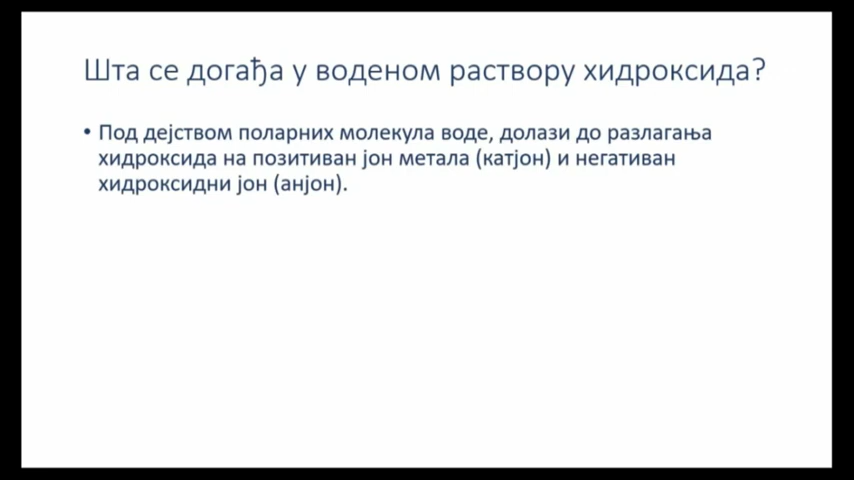 Шта се догађа у воденом раствору хидроксида?
• Под дејством поларних молекула воде, долази до разлагања
хидроксида на позитиван јон метала (катјон) и негативан
хидроксидни јон (анјон).